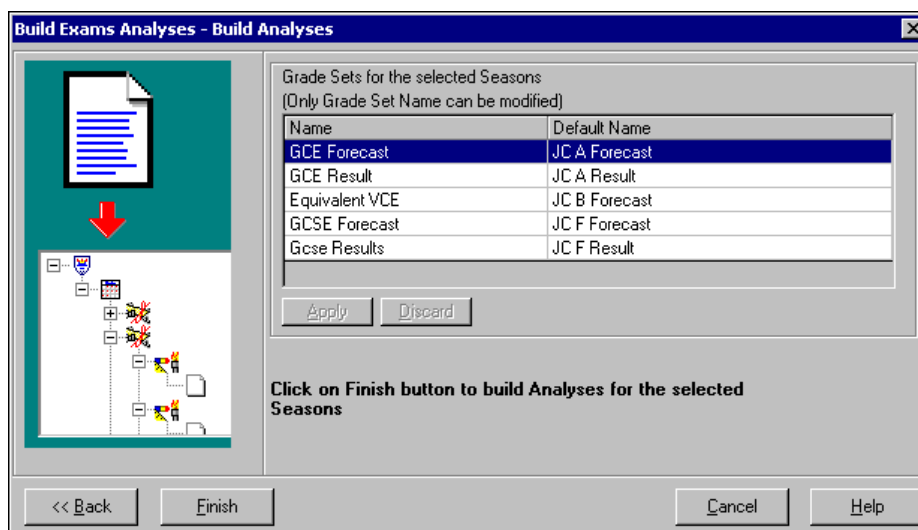 Build Exams Analyses - Build Analyses
Grade Sets for the selected Seasons
(Only Grade Set Name can be modified)
Name Default Name
GCE Forecast JC A Forecast
GCE Result JC A Result
Equivalent VCE JC B Forecast
GCSE Forecast JC F Forecast
Gcse Results JC F Result
Apply Discard
Click on Finish button to build Analyses for the selected
Seasons
<< Back Finish Cancel Help